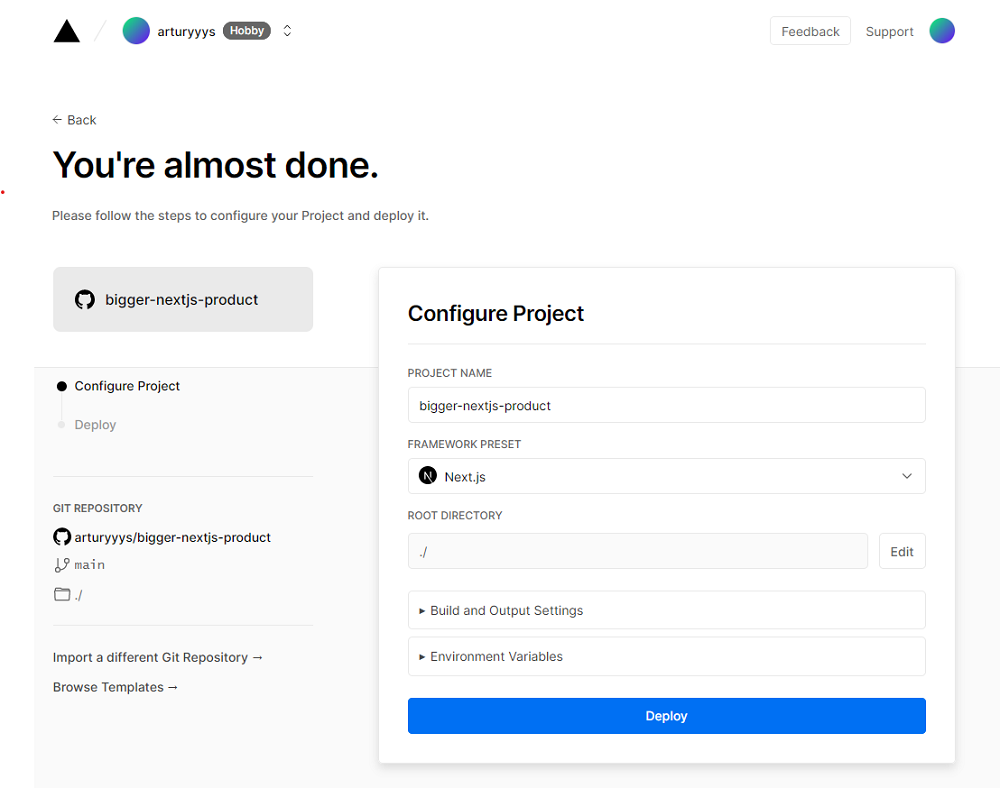 arturyyys Hobby
Feedback Support
← Back
You're almost done.
Please follow the steps to configure your Project and deploy it.
bigger-nextjs-product
Configure Project
Deploy
GIT REPOSITORY
arturyyys/bigger-nextjs-product
main
./
Import a different Git Repository →
Browse Templates →
Configure Project
PROJECT NAME
bigger-nextjs-product
FRAMEWORK PRESET
N Next.js
ROOT DIRECTORY
./ Edit
▸ Build and Output Settings
▸ Environment Variables
Deploy